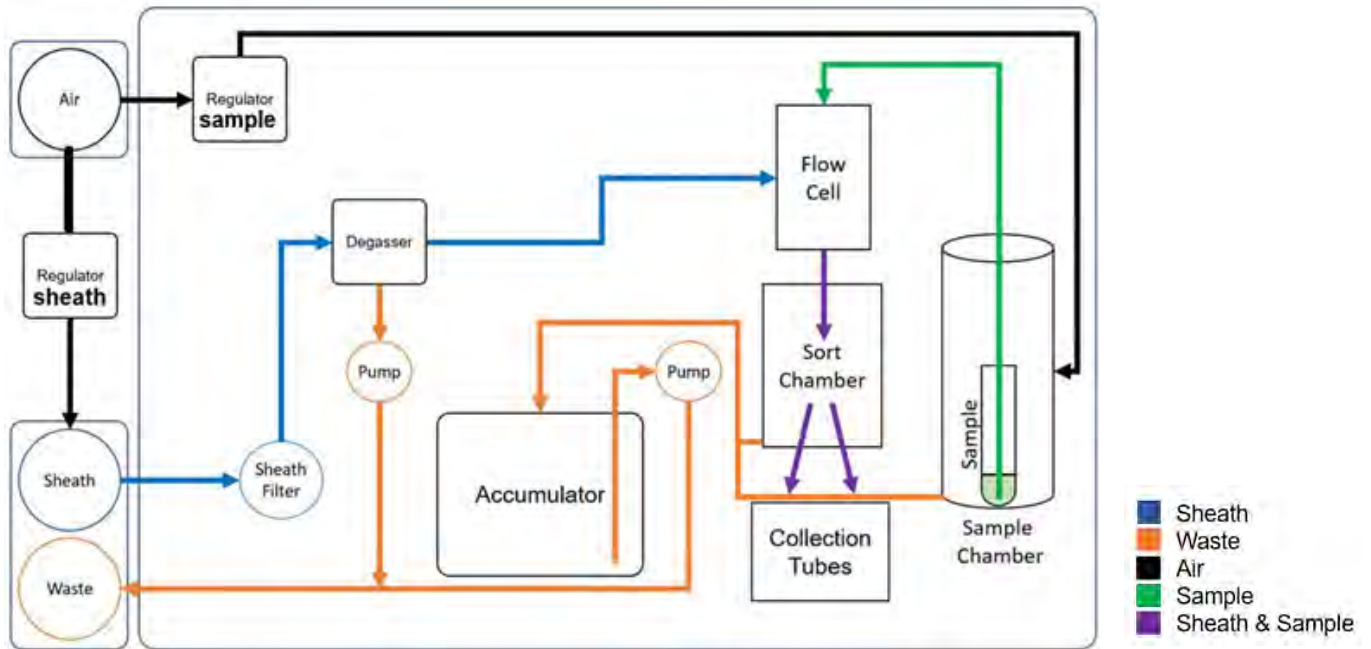 Air
Regulator
sample
Regulator
sheath
Degasser
Flow
Cell
Pump
Pump
Sort
Chamber
Sample
Sheath
Sheath
Filter
Accumulator
Collection
Tubes
Sample
Chamber
Waste
Sheath
Waste
Air
Sample
Sheath & Sample